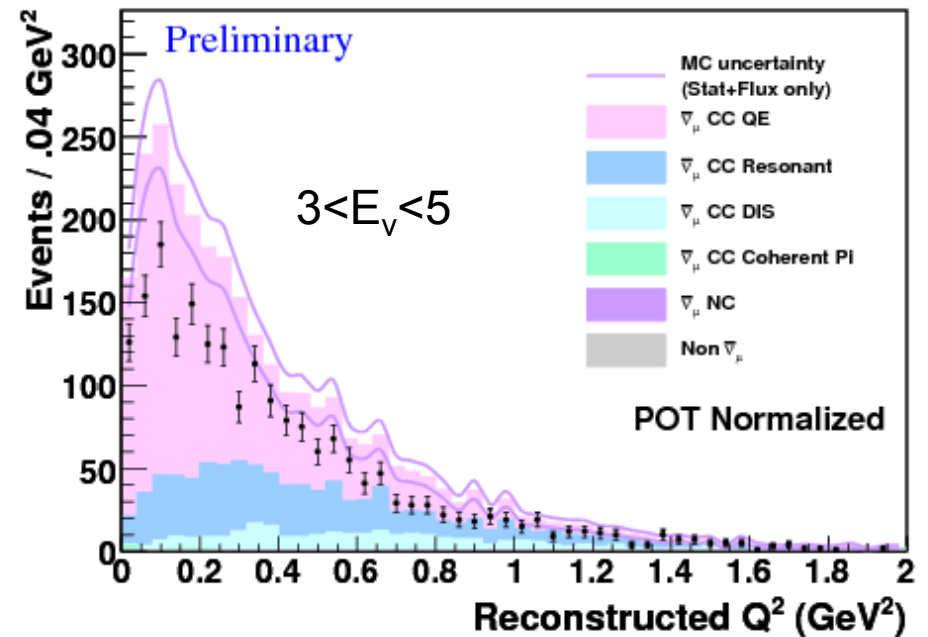 Preliminary
3<Eν<5
MC uncertainty
(Stat+Flux only)
ν̅μ CC QE
ν̅μ CC Resonant
ν̅μ CC DIS
ν̅μ CC Coherent Pi
ν̅μ NC
Non ν̅μ
POT Normalized
Events / .04 GeV²
300
250
200
150
100
50
0
0 0.2 0.4 0.6 0.8 1 1.2 1.4 1.6 1.8 2
Reconstructed Q² (GeV²)